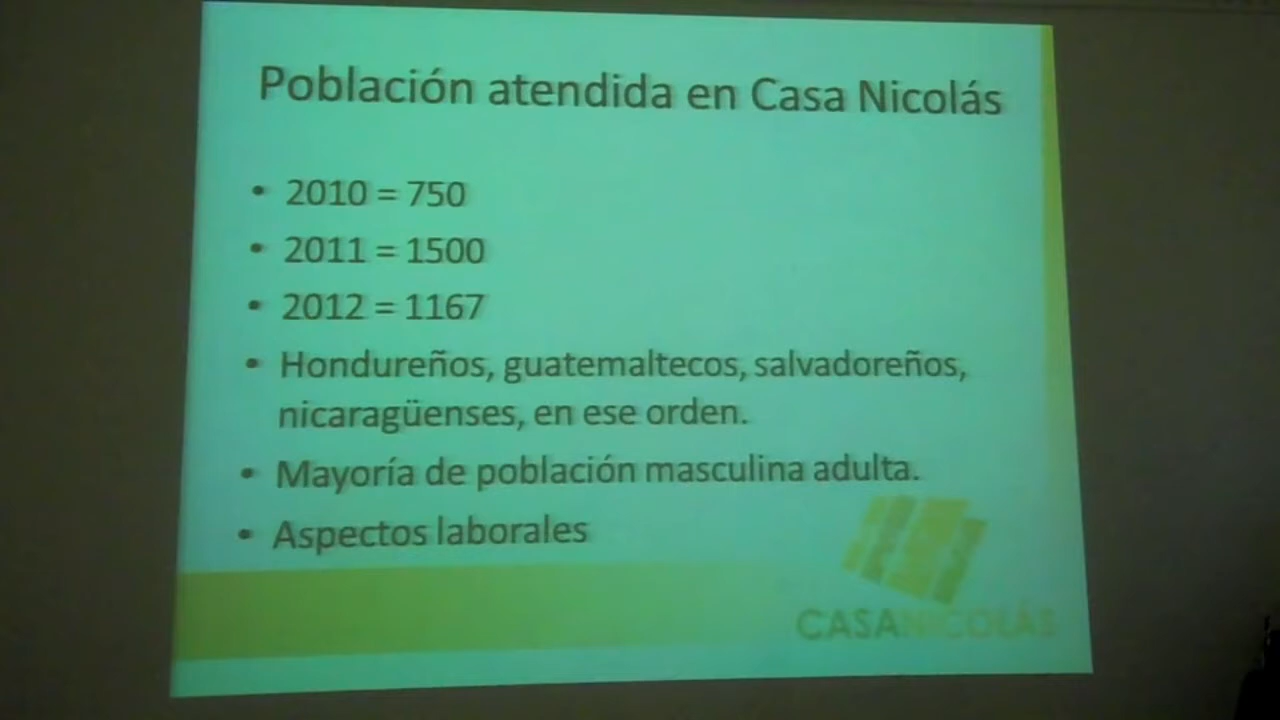 Población atendida en Casa Nicolás
• 2010 = 750
• 2011 = 1500
• 2012 = 1167
• Hondureños, guatemaltecos, salvadoreños,
nicaragüenses, en ese orden.
• Mayoría de población masculina adulta.
• Aspectos laborales
CASANICOLÁS